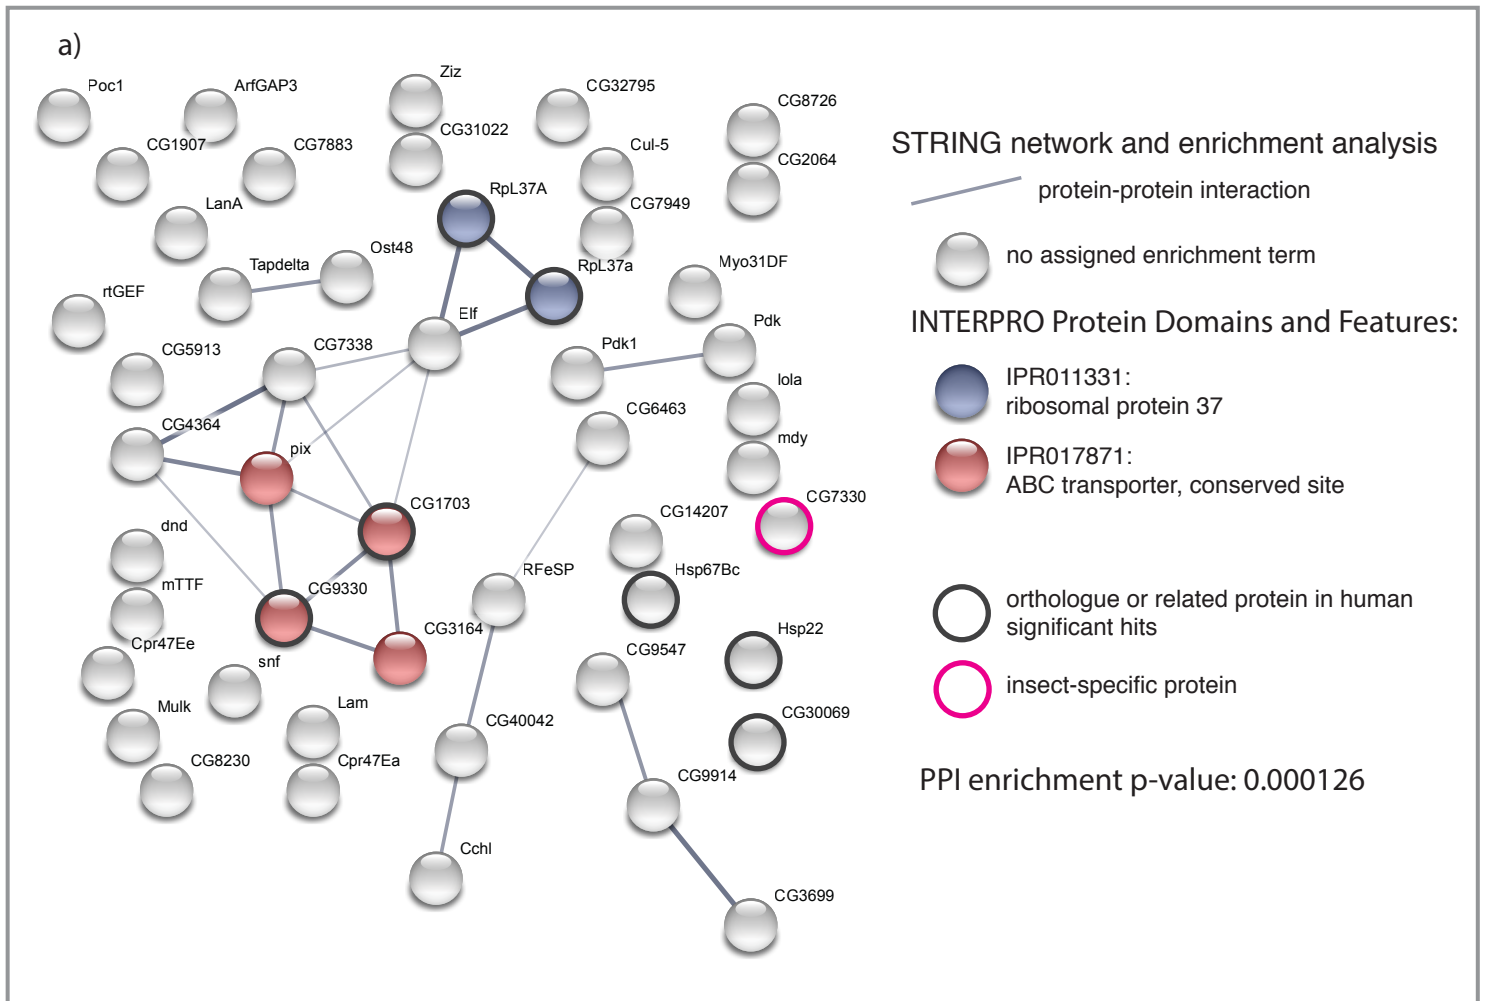 a)
Poc1
ArfGAP3
Ziz
CG32795
CG8726
CG1907
CG7883
CG31022
Cul-5
CG2064
LanA
RpL37A
CG7949
Tapdelta
Ost48
RpL37a
Myo31DF
rtGEF
Elf
Pdk
CG5913
CG7338
Pdk1
lola
CG4364
pix
CG6463
mdy
CG1703
CG7330
dnd
CG14207
mTTF
CG9330
RFeSP
Hsp67Bc
Cpr47Ee
snf
CG3164
CG9547
Hsp22
Mulk
Lam
CG40042
CG30069
CG8230
Cpr47Ea
CG9914
Cchl
CG3699
STRING network and enrichment analysis
protein-protein interaction
no assigned enrichment term
INTERPRO Protein Domains and Features:
IPR011331:
ribosomal protein 37
IPR017871:
ABC transporter, conserved site
orthologue or related protein in human
significant hits
insect-specific protein
PPI enrichment p-value: 0.000126